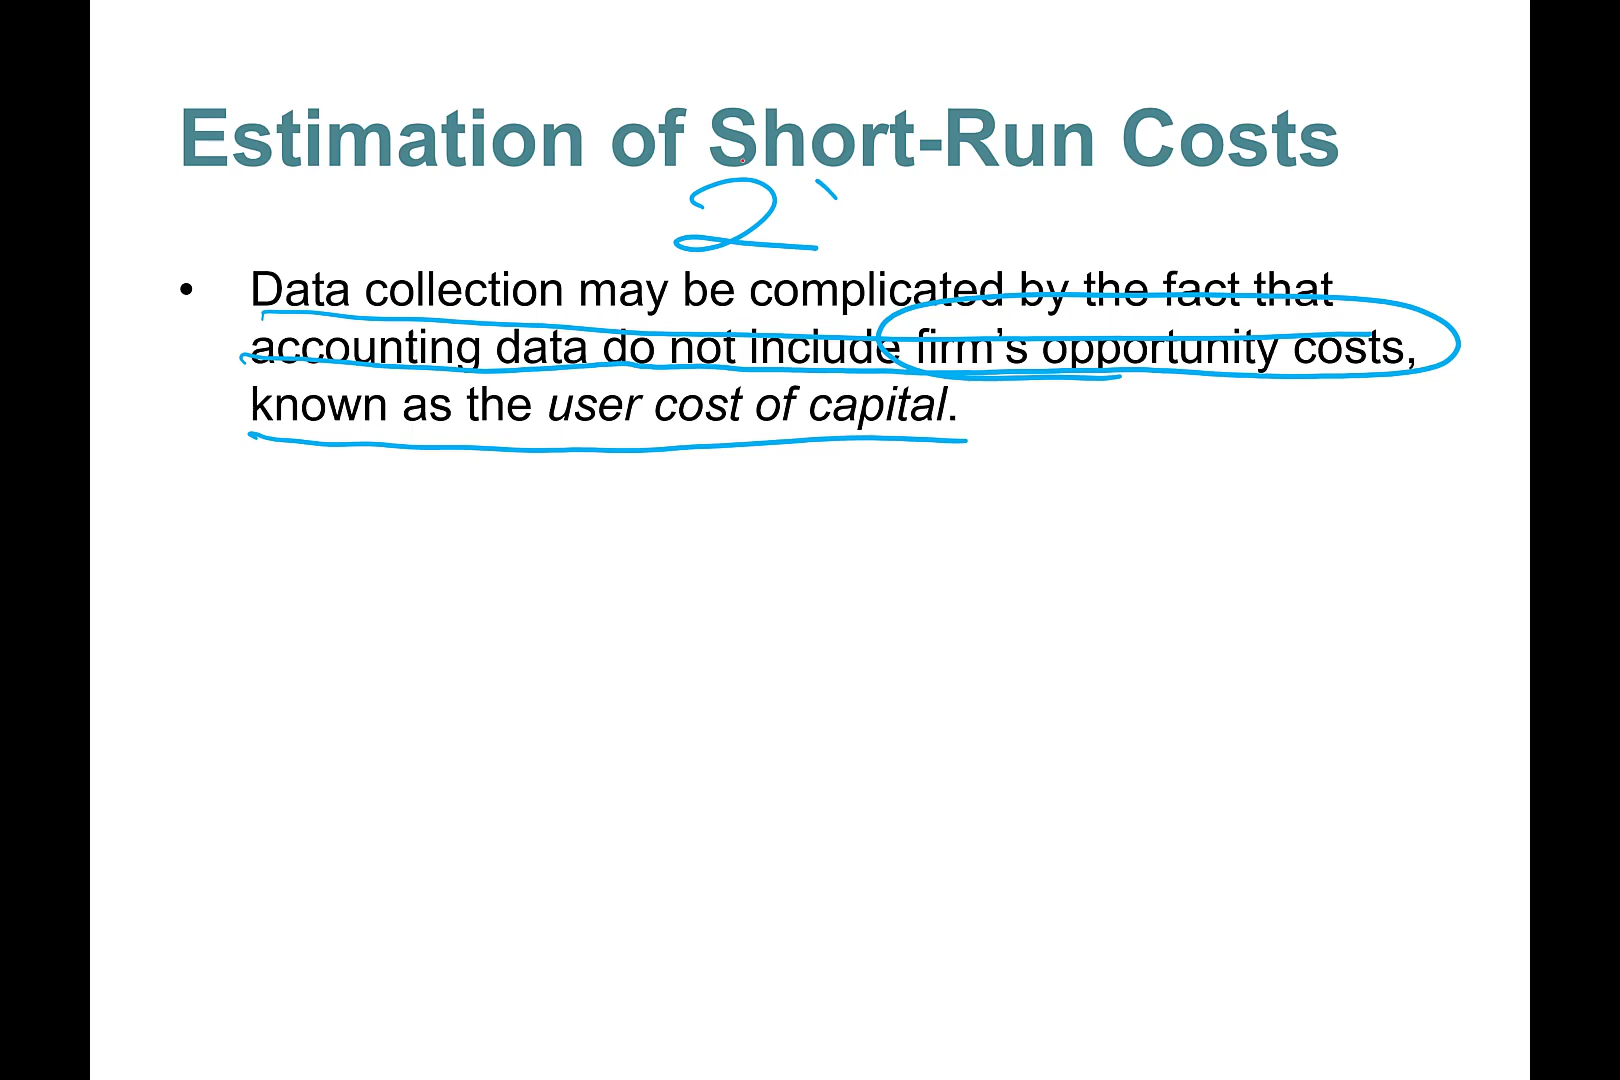 Estimation of Short-Run Costs
2
• Data collection may be complicated by the fact that
accounting data do not include firm's opportunity costs,
known as the user cost of capital.